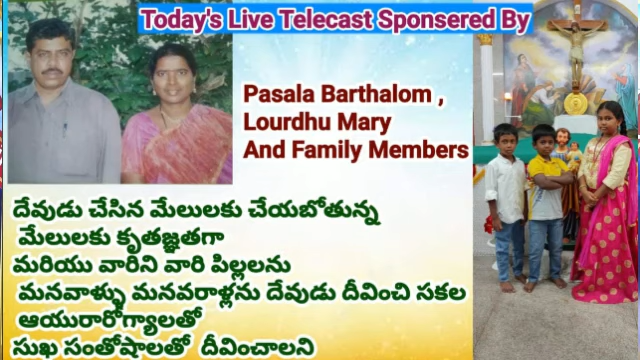 Today's Live Telecast Sponsered By
Pasala Barthalom ,
Lourdhu Mary
And Family Members
దేవుడు చేసిన మేలులకు చేయబోతున్న
మేలులకు కృతజ్ఞతగా
మరియు వారిని వారి పిల్లలను
మనవాళ్ళు మనవరాళ్లను దేవుడు దీవించి సకల
ఆయురారోగ్యాలతో
సుఖ సంతోషాలతో దీవించాలని